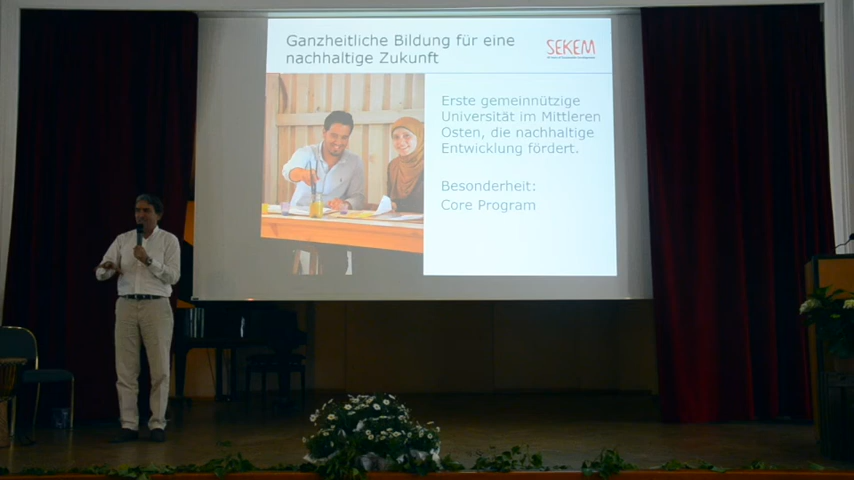 Ganzheitliche Bildung für eine
nachhaltige Zukunft
SEKEM
Erste gemeinnützige
Universität im Mittleren
Osten, die nachhaltige
Entwicklung fördert.
Besonderheit:
Core Program